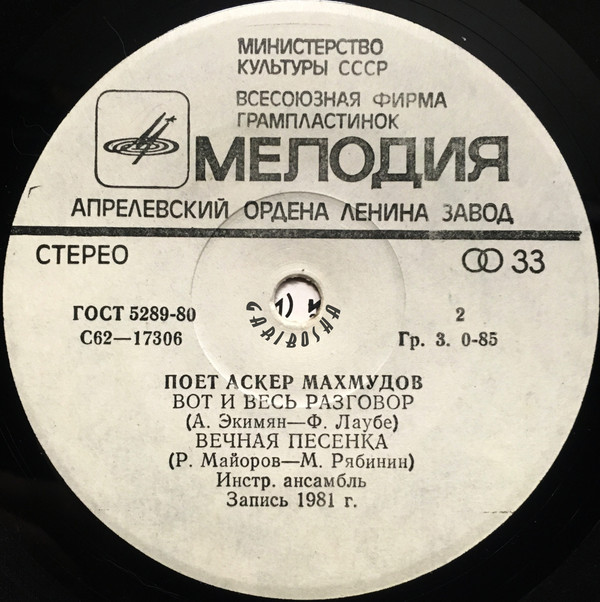 МИНИСТЕРСТВО
КУЛЬТУРЫ СССР
ВСЕСОЮЗНАЯ ФИРМА
ГРАМПЛАСТИНОК
МЕЛОДИЯ
АПРЕЛЕВСКИЙ ОРДЕНА ЛЕНИНА ЗАВОД
СТЕРЕО
33
ГОСТ 5289-80
2
С62—17306
Гр. 3. 0-85
GARIBOSHA
ПОЕТ АСКЕР МАХМУДОВ
ВОТ И ВЕСЬ РАЗГОВОР
(А. Экимян—Ф. Лаубе)
ВЕЧНАЯ ПЕСЕНКА
(Р. Майоров—М. Рябинин)
Инстр. ансамбль
Запись 1981 г.